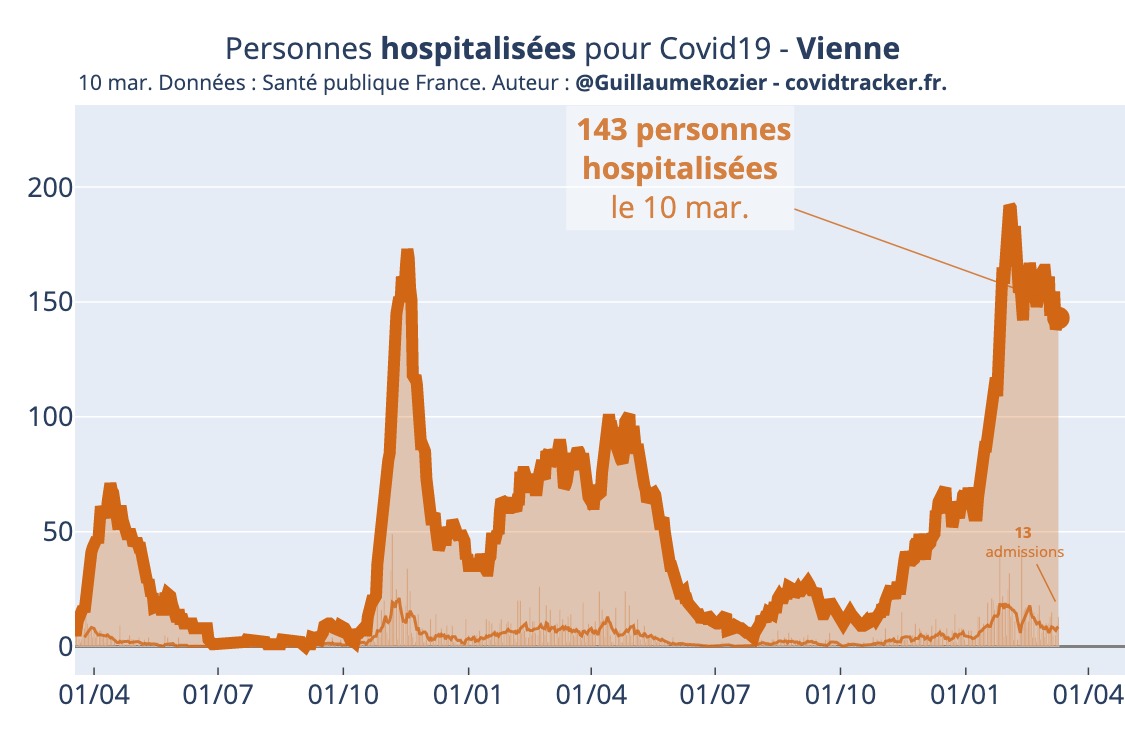 Personnes hospitalisées pour Covid19 - Vienne
10 mar. Données : Santé publique France. Auteur : @GuillaumeRozier - covidtracker.fr.
143 personnes
hospitalisées
le 10 mar.
200
150
100
50
0
13
admissions
01/04 01/07 01/10 01/01 01/04 01/07 01/10 01/01 01/04